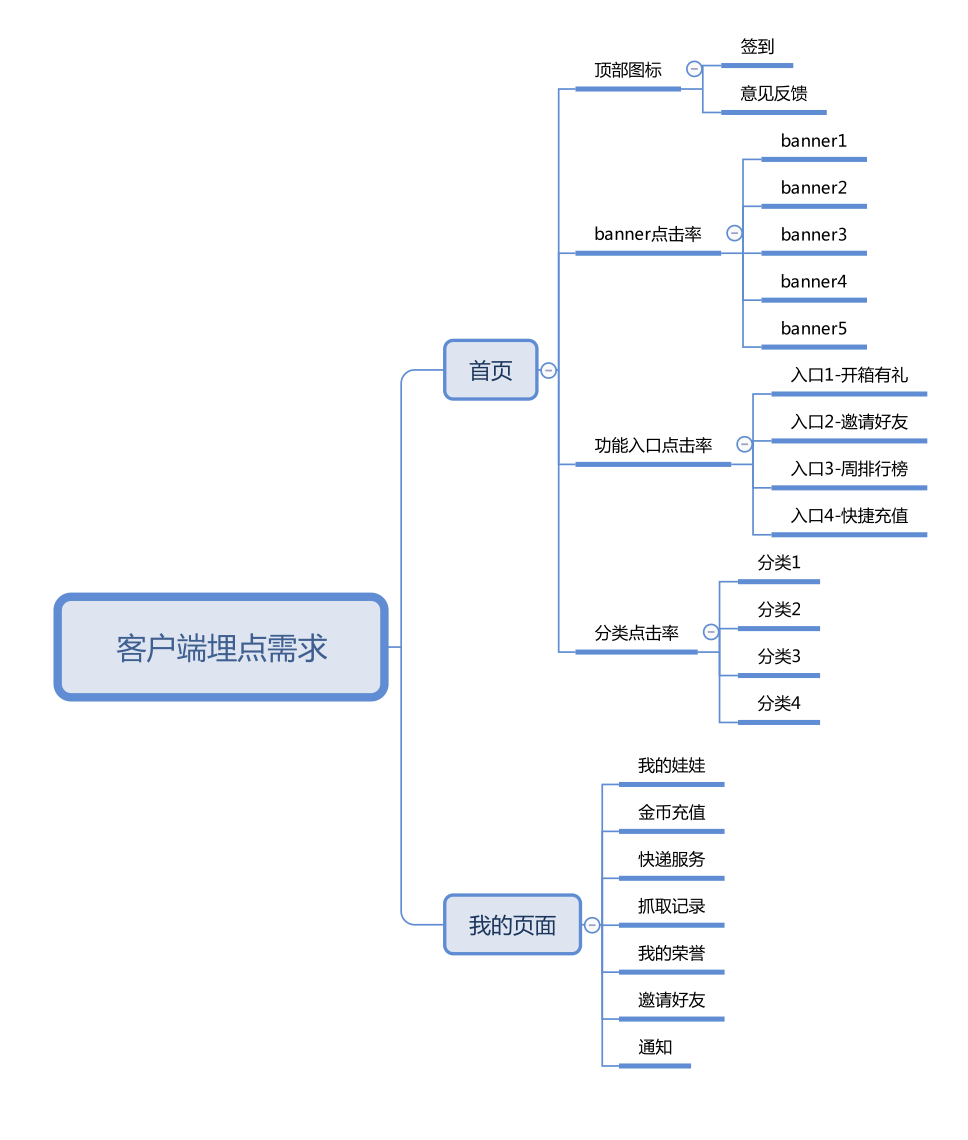 客户端埋点需求
首页
顶部图标
签到
意见反馈
banner点击率
banner1
banner2
banner3
banner4
banner5
功能入口点击率
入口1-开箱有礼
入口2-邀请好友
入口3-周排行榜
入口4-快捷充值
分类点击率
分类1
分类2
分类3
分类4
我的页面
我的娃娃
金币充值
快递服务
抓取记录
我的荣誉
邀请好友
通知